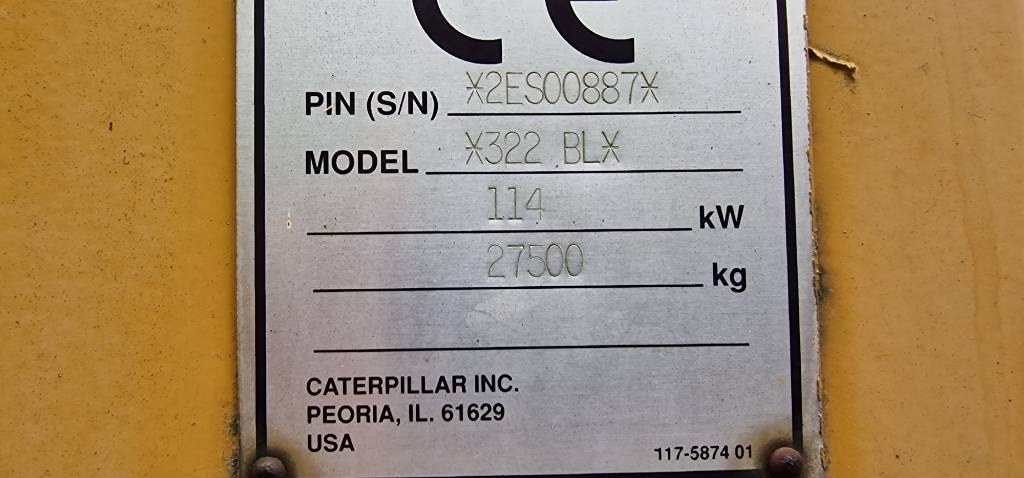 CE
PIN (S/N) *2ES00887*
MODEL *322 BL*
114 kW
27500 kg
CATERPILLAR INC.
PEORIA, IL. 61629
USA
117-5874 01